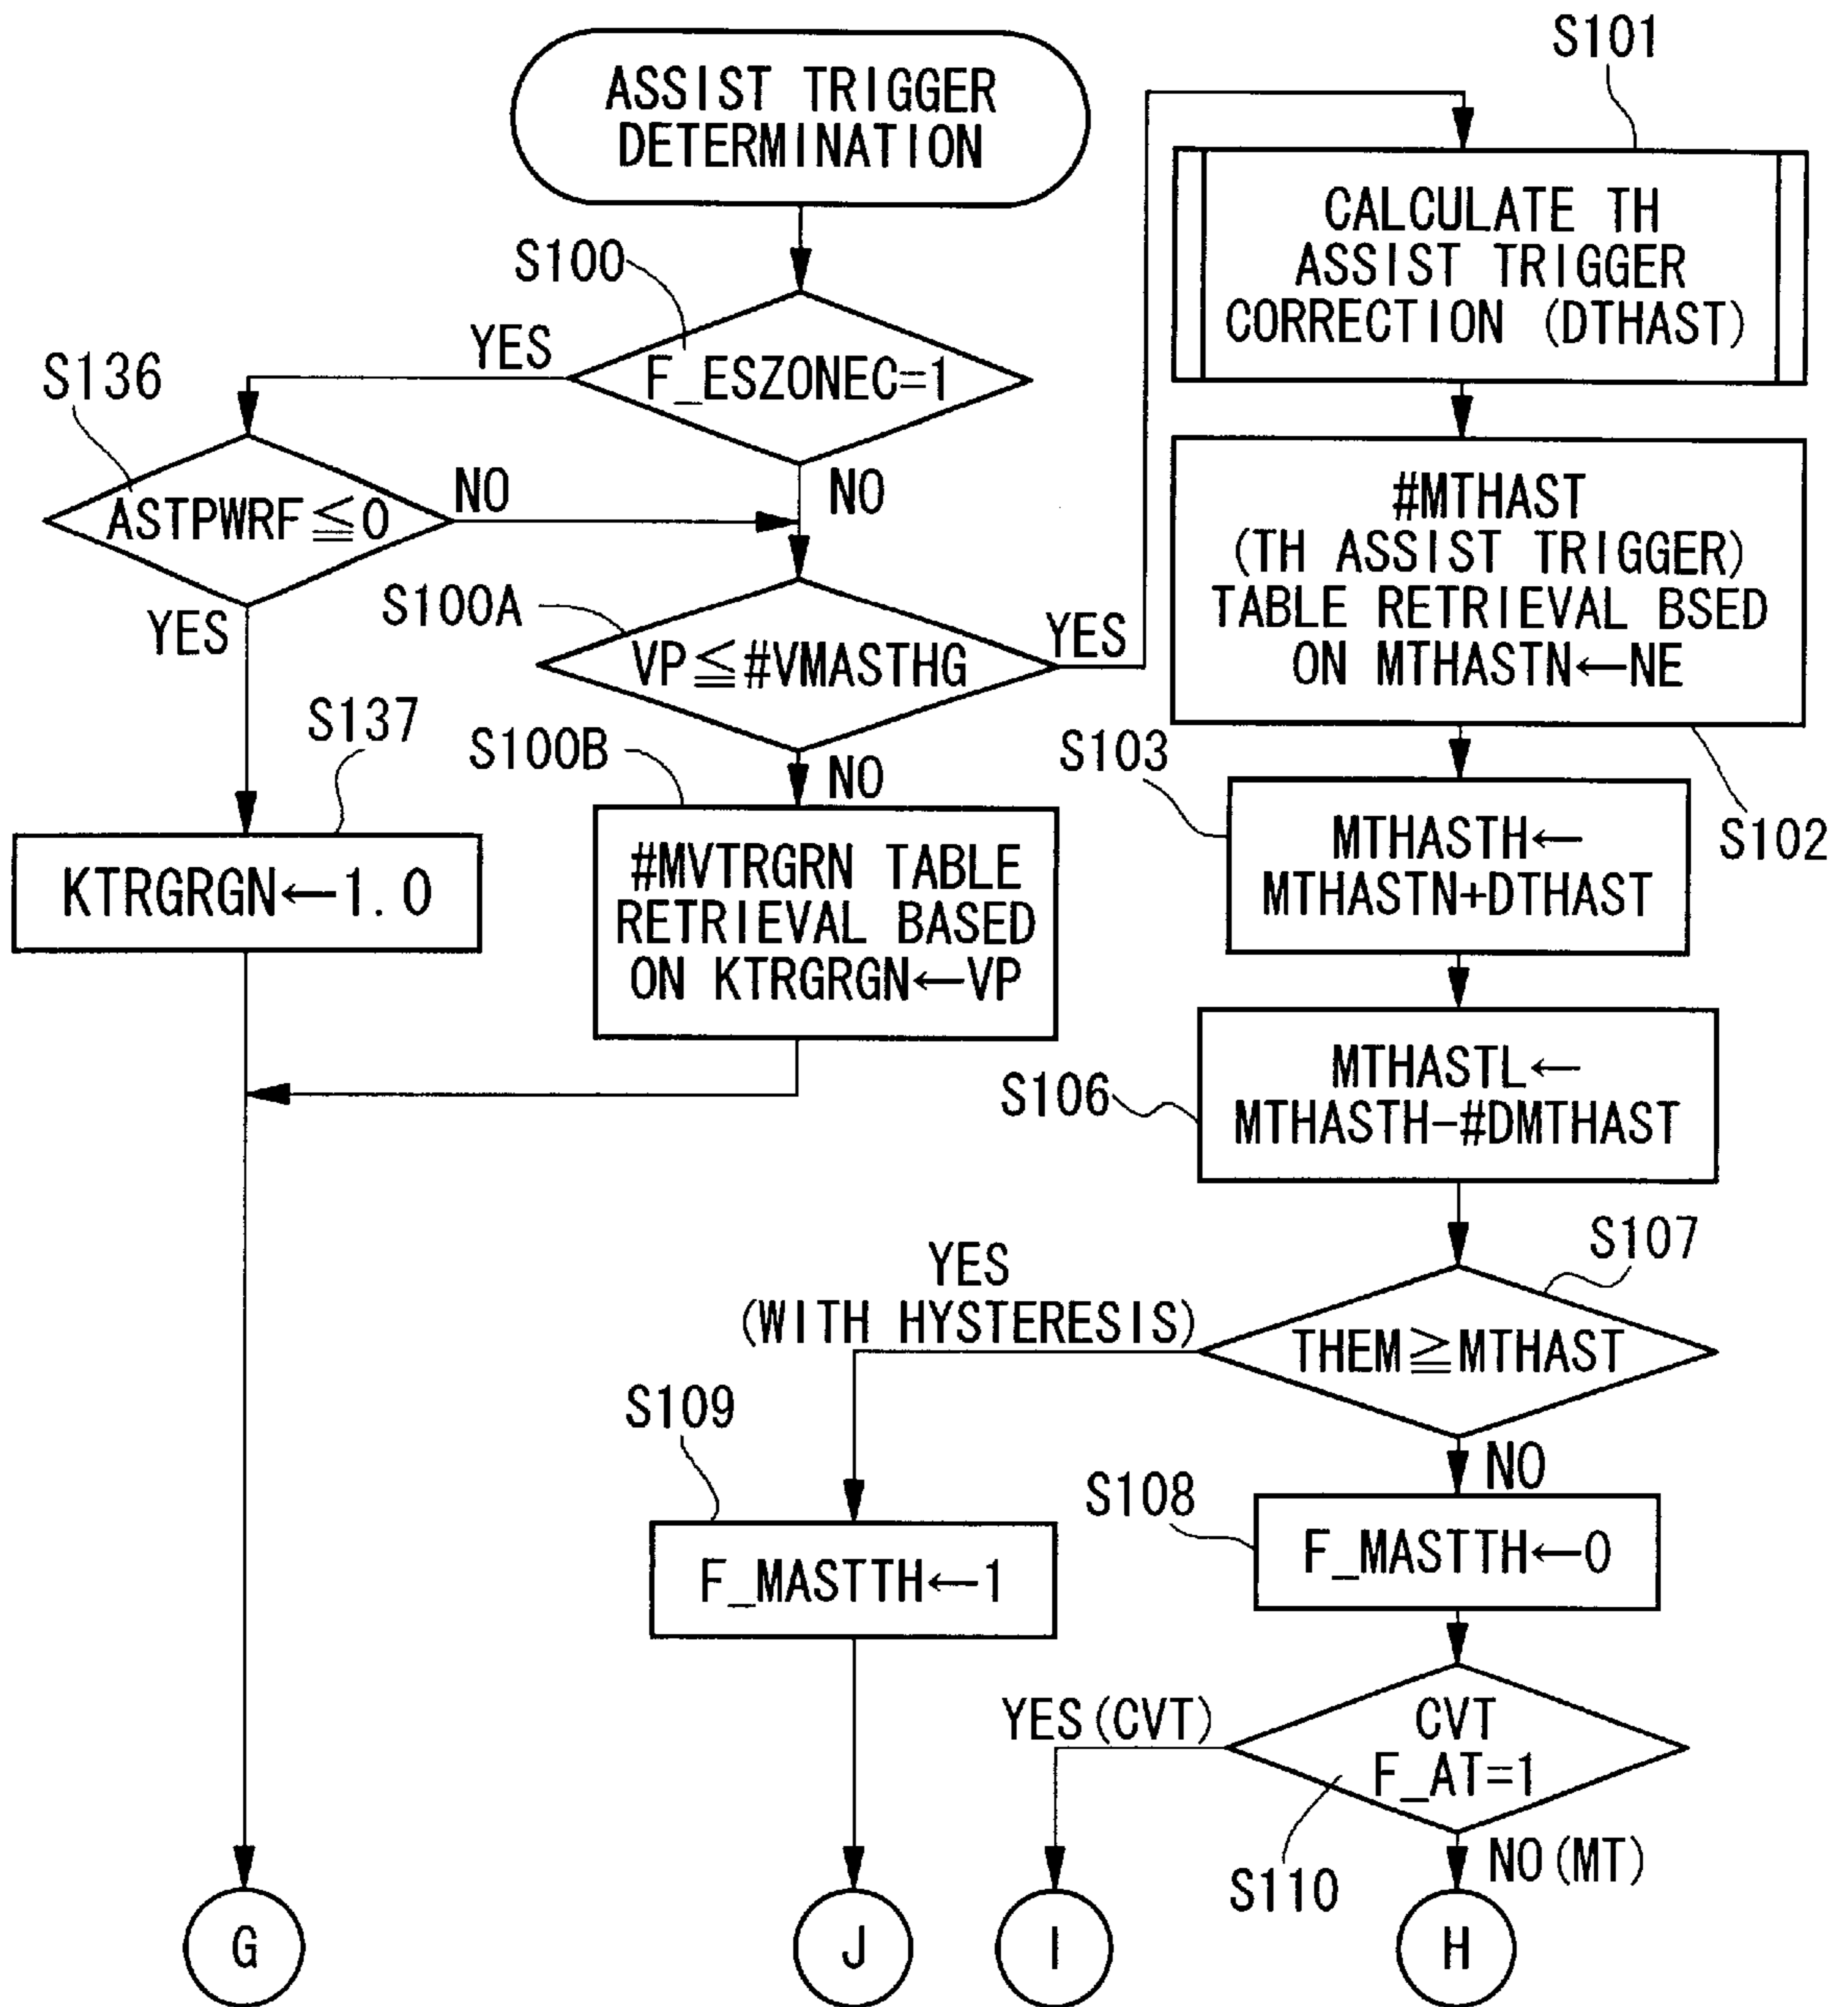 ASSIST TRIGGER
DETERMINATION
S100
F_ESZONEC=1
YES
NO
S136
ASTPWRF≦0
NO
YES
S137
KTRGRGN←1.0
S100A
VP≦#VMASTHG
YES
NO
S100B
#MVTRGRN TABLE
RETRIEVAL BASED
ON KTRGRGN←VP
S101
CALCULATE TH
ASSIST TRIGGER
CORRECTION (DTHAST)
#MTHAST
(TH ASSIST TRIGGER)
TABLE RETRIEVAL BSED
ON MTHASTN←NE
S102
S103
MTHASTH←
MTHASTN+DTHAST
S106
MTHASTL←
MTHASTH-#DMTHAST
S107
THEM≧MTHAST
YES
(WITH HYSTERESIS)
NO
S109
F_MASTTH←1
S108
F_MASTTH←0
CVT
F_AT=1
YES(CVT)
S110
NO(MT)
G
J
I
H